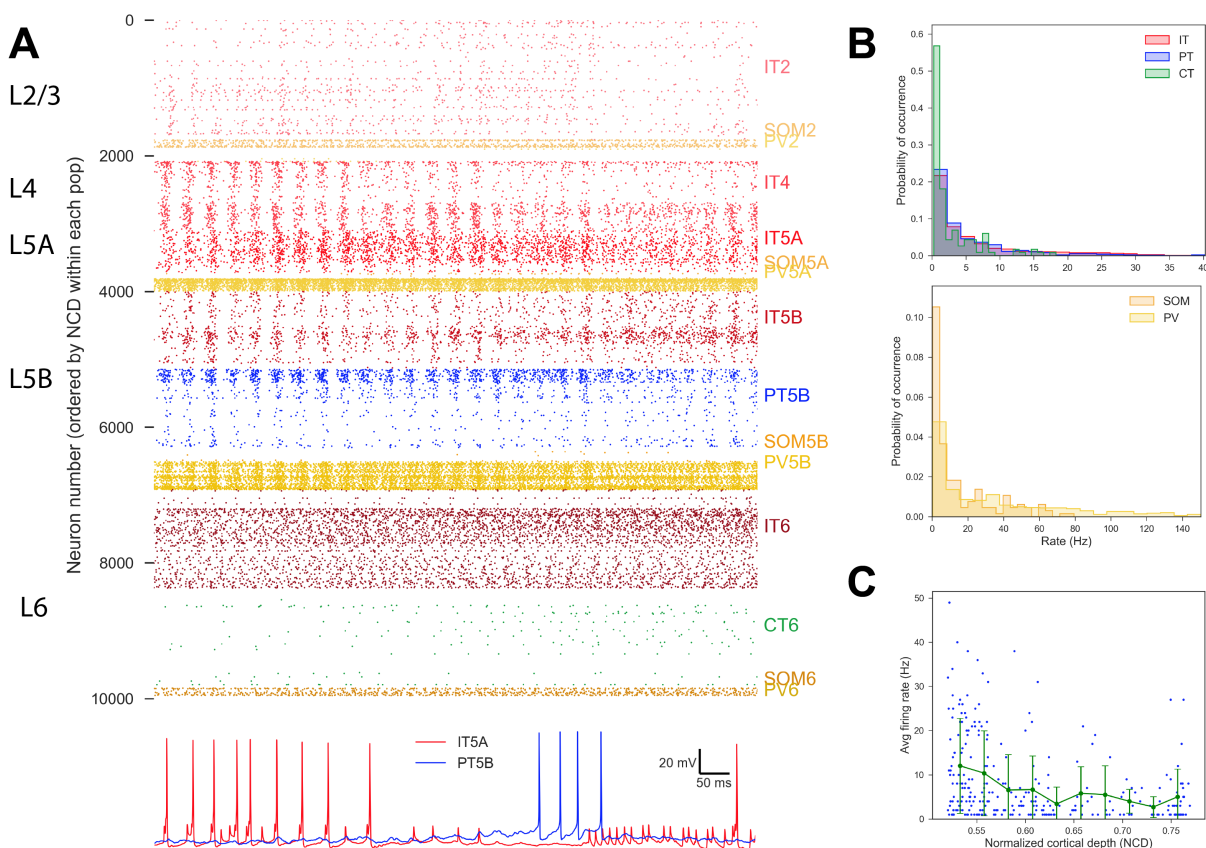 A
Neuron number (ordered by NCD within each pop)
0
2000
4000
6000
8000
10000
L2/3
L4
L5A
L5B
L6
IT2
SOM2
PV2
IT4
IT5A
SOM5A
PV5A
IT5B
PT5B
SOM5B
PV5B
IT6
CT6
SOM6
PV6
IT5A
PT5B
20 mV
50 ms
B
Probability of occurrence
0.6
0.5
0.4
0.3
0.2
0.1
0.0
0 5 10 15 20 25 30 35 40
IT
PT
CT
Probability of occurrence
0.10
0.08
0.06
0.04
0.02
0.00
0 20 40 60 80 100 120 140
Rate (Hz)
SOM
PV
C
Avg firing rate (Hz)
50
40
30
20
10
0
0.55 0.60 0.65 0.70 0.75
Normalized cortical depth (NCD)